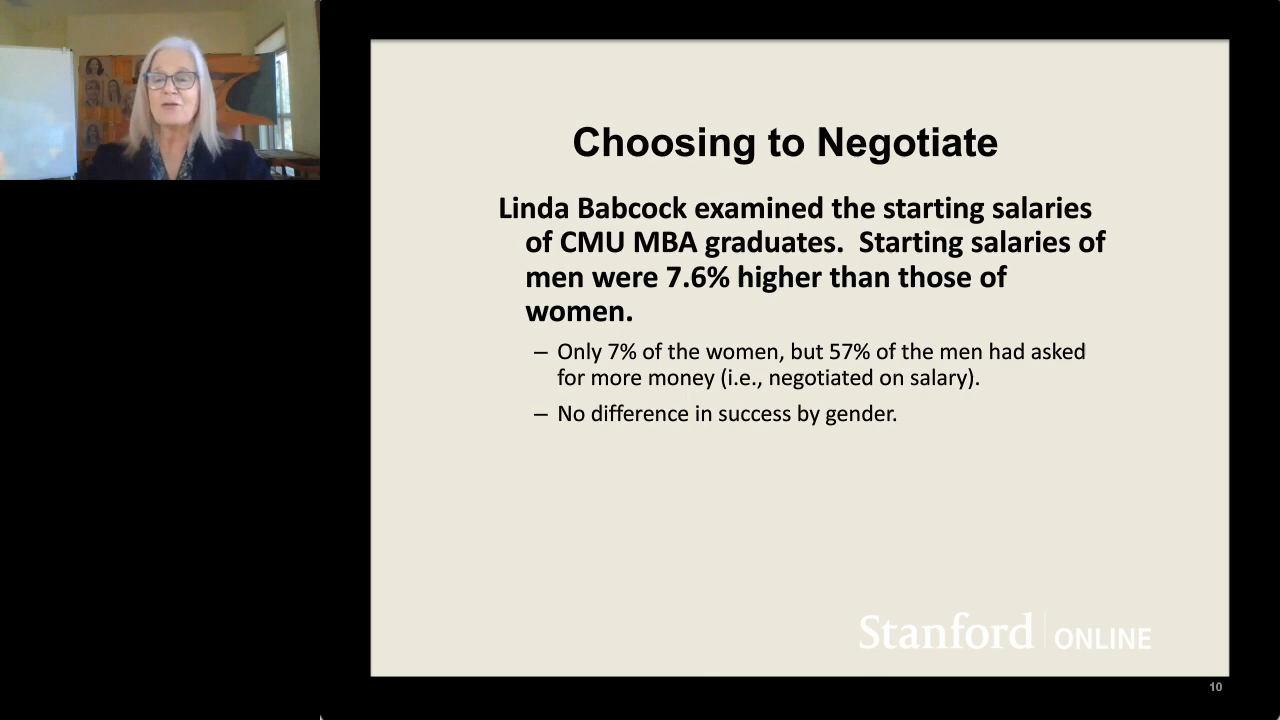 Choosing to Negotiate
Linda Babcock examined the starting salaries
of CMU MBA graduates.  Starting salaries of
men were 7.6% higher than those of
women.
– Only 7% of the women, but 57% of the men had asked
for more money (i.e., negotiated on salary).
– No difference in success by gender.
Stanford | ONLINE
10